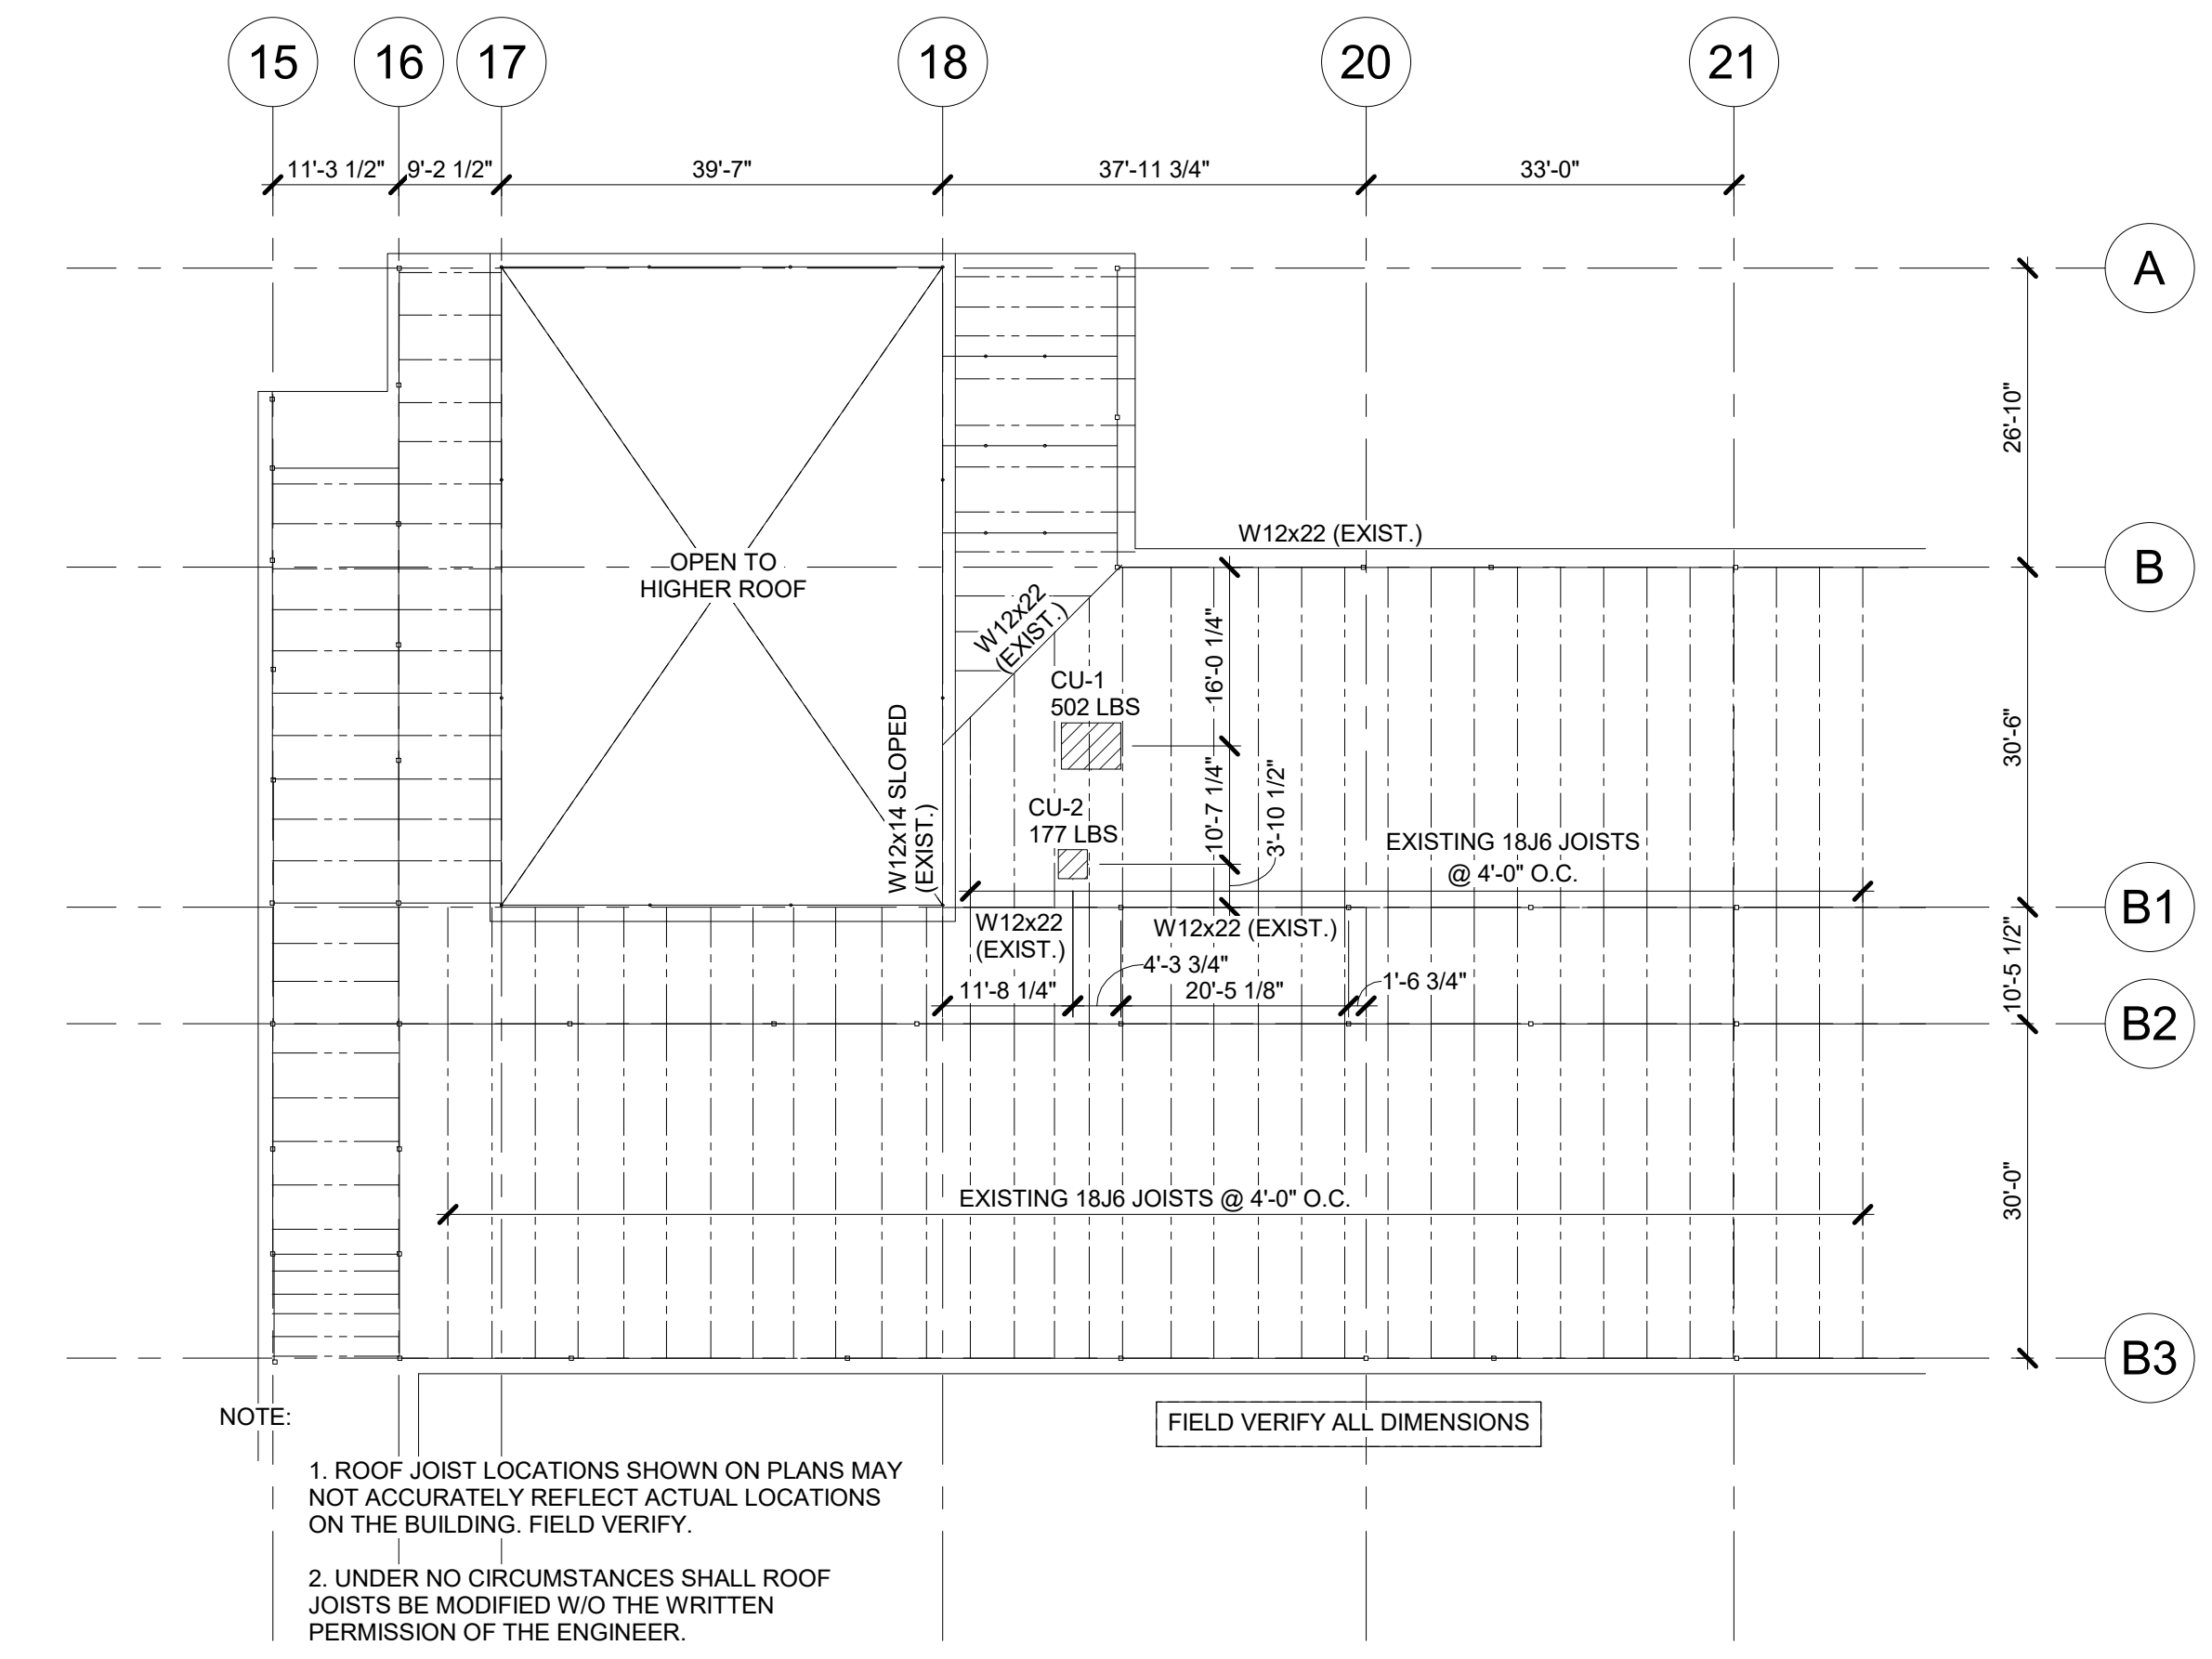 15 16 17 18 20 21
11'-3 1/2" 9'-2 1/2" 39'-7" 37'-11 3/4" 33'-0"
A
26'-10"
W12x22 (EXIST.)
B
OPEN TO
HIGHER ROOF
W12x22
(EXIST.)
16'-0 1/4"
CU-1
502 LBS
30'-6"
W12x14 SLOPED
(EXIST.)
10'-7 1/4"
3'-10 1/2"
CU-2
177 LBS
EXISTING 18J6 JOISTS
@ 4'-0" O.C.
B1
W12x22
(EXIST.)
W12x22 (EXIST.)
4'-3 3/4"
11'-8 1/4" 20'-5 1/8" 1'-6 3/4"
10'-5 1/2"
B2
EXISTING 18J6 JOISTS @ 4'-0" O.C.
30'-0"
B3
NOTE:
FIELD VERIFY ALL DIMENSIONS
1. ROOF JOIST LOCATIONS SHOWN ON PLANS MAY
NOT ACCURATELY REFLECT ACTUAL LOCATIONS
ON THE BUILDING. FIELD VERIFY.
2. UNDER NO CIRCUMSTANCES SHALL ROOF
JOISTS BE MODIFIED W/O THE WRITTEN
PERMISSION OF THE ENGINEER.